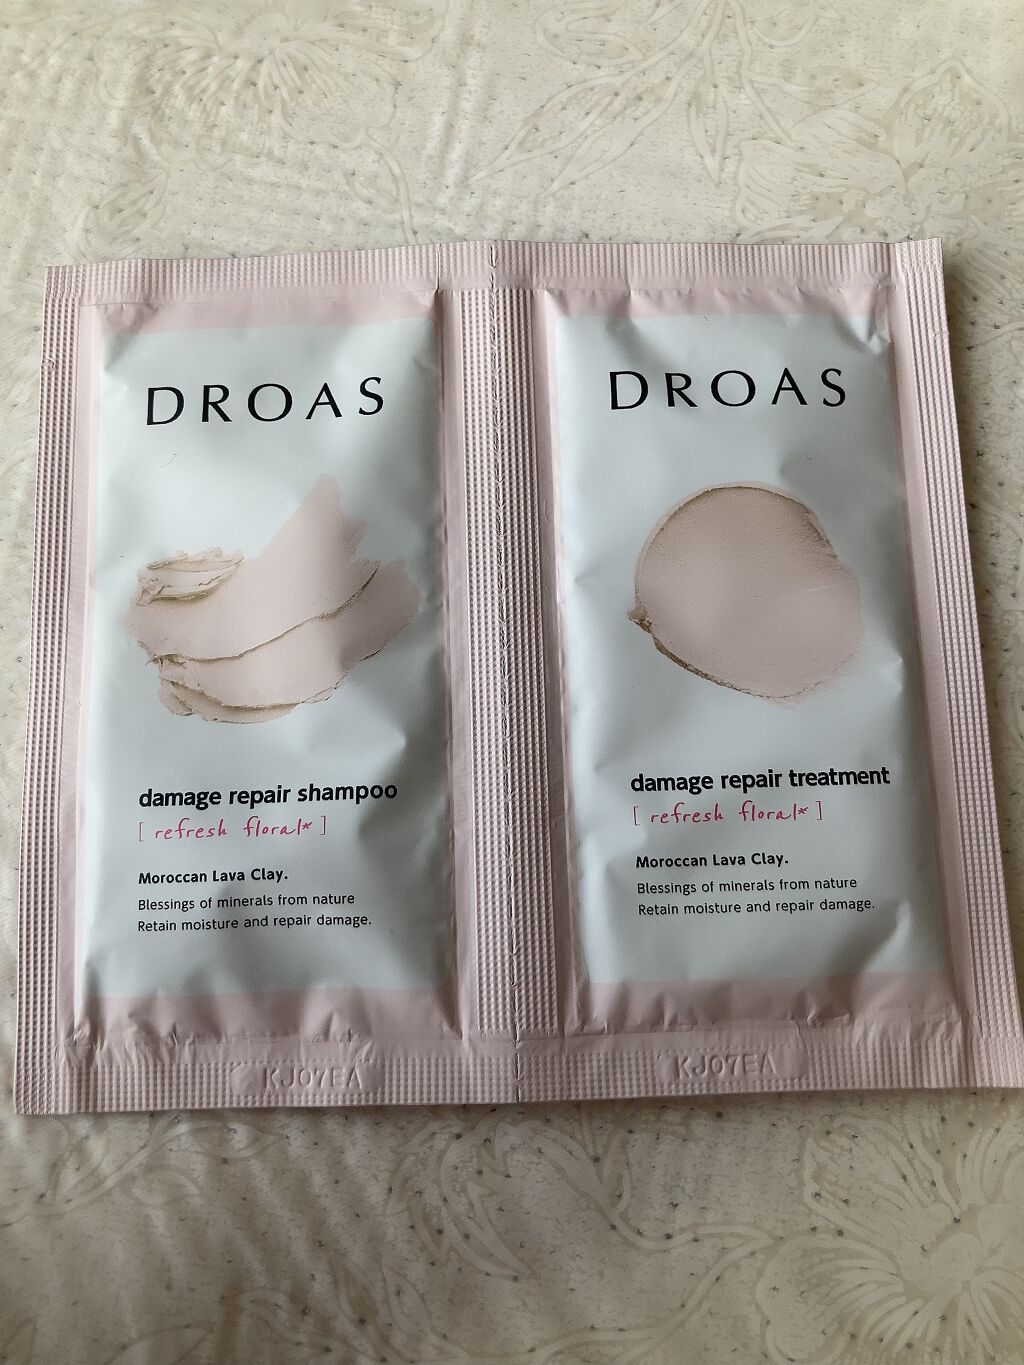 DROAS
damage repair shampoo
[ refresh floral* ]
Moroccan Lava Clay.
Blessings of minerals from nature
Retain moisture and repair damage.
KJ07EA
DROAS
damage repair treatment
[ refresh floral* ]
Moroccan Lava Clay.
Blessings of minerals from nature
Retain moisture and repair damage.
KJ07EA